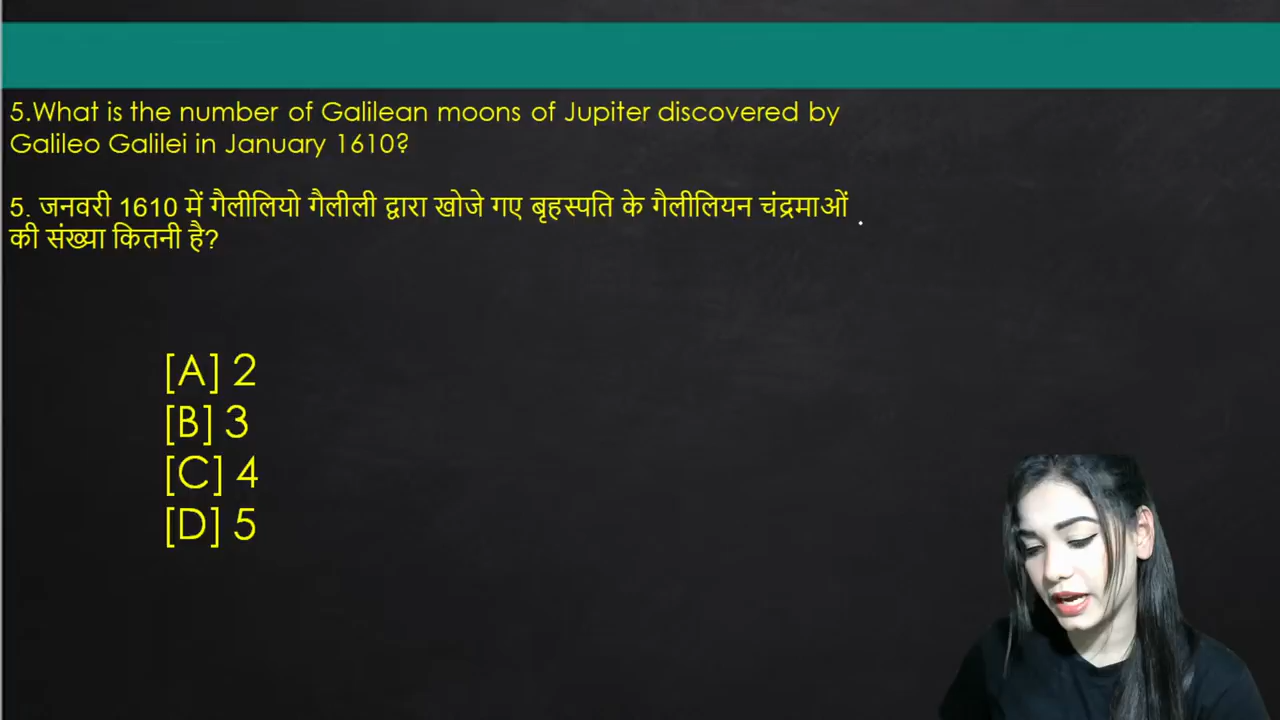 5.What is the number of Galilean moons of Jupiter discovered by
Galileo Galilei in January 1610?
5. जनवरी 1610 में गैलीलियो गैलीली द्वारा खोजे गए बृहस्पति के गैलीलियन चंद्रमाओं
की संख्या कितनी है?
[A] 2
[B] 3
[C] 4
[D] 5